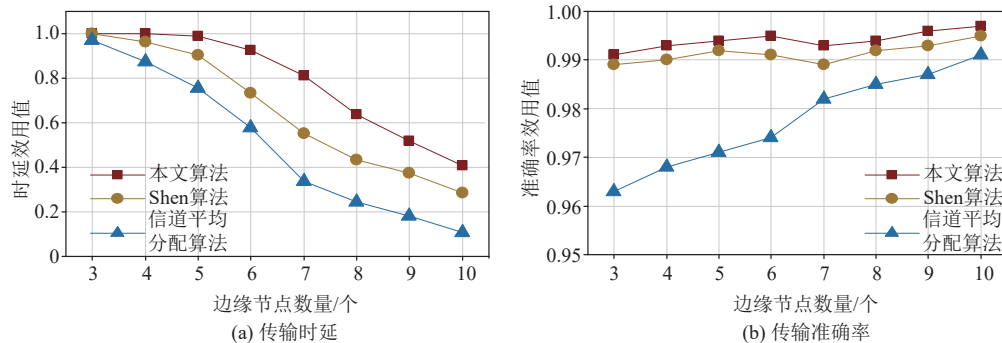 1.0
0.8
0.6
0.4
0.2
0
时延效用值
本文算法
Shen算法
信道平均
分配算法
3 4 5 6 7 8 9 10
边缘节点数量/个
(a) 传输时延
1.00
0.99
0.98
0.97
0.96
0.95
准确率效用值
本文算法
Shen算法
信道平均
分配算法
3 4 5 6 7 8 9 10
边缘节点数量/个
(b) 传输准确率